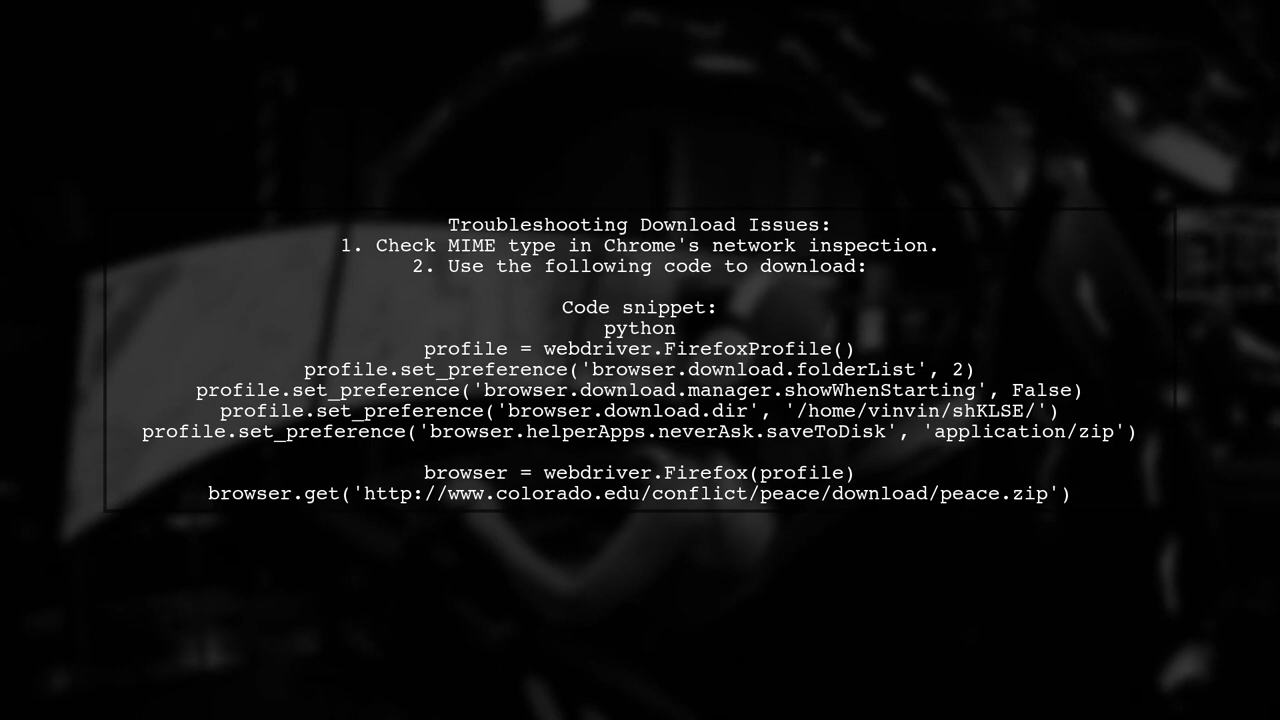 Troubleshooting Download Issues:
1. Check MIME type in Chrome's network inspection.
2. Use the following code to download:
Code snippet:
python
profile = webdriver.FirefoxProfile()
profile.set_preference('browser.download.folderList', 2)
profile.set_preference('browser.download.manager.showWhenStarting', False)
profile.set_preference('browser.download.dir', '/home/vinvin/shKLSE/')
profile.set_preference('browser.helperApps.neverAsk.saveToDisk', 'application/zip')
browser = webdriver.Firefox(profile)
browser.get('http://www.colorado.edu/conflict/peace/download/peace.zip')